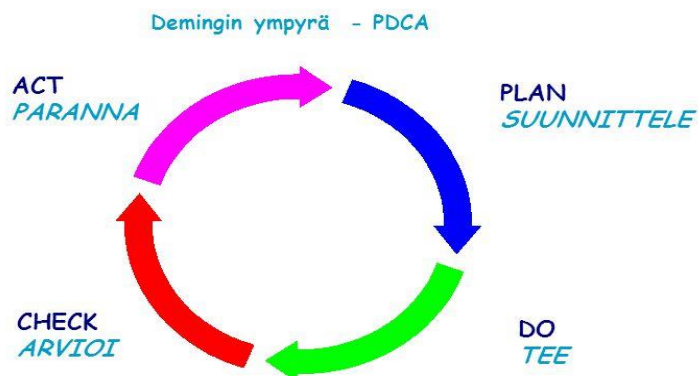 Demingin ympyrä - PDCA
ACT
PARANNA
PLAN
SUUNNITTELE
CHECK
ARVIOI
DO
TEE